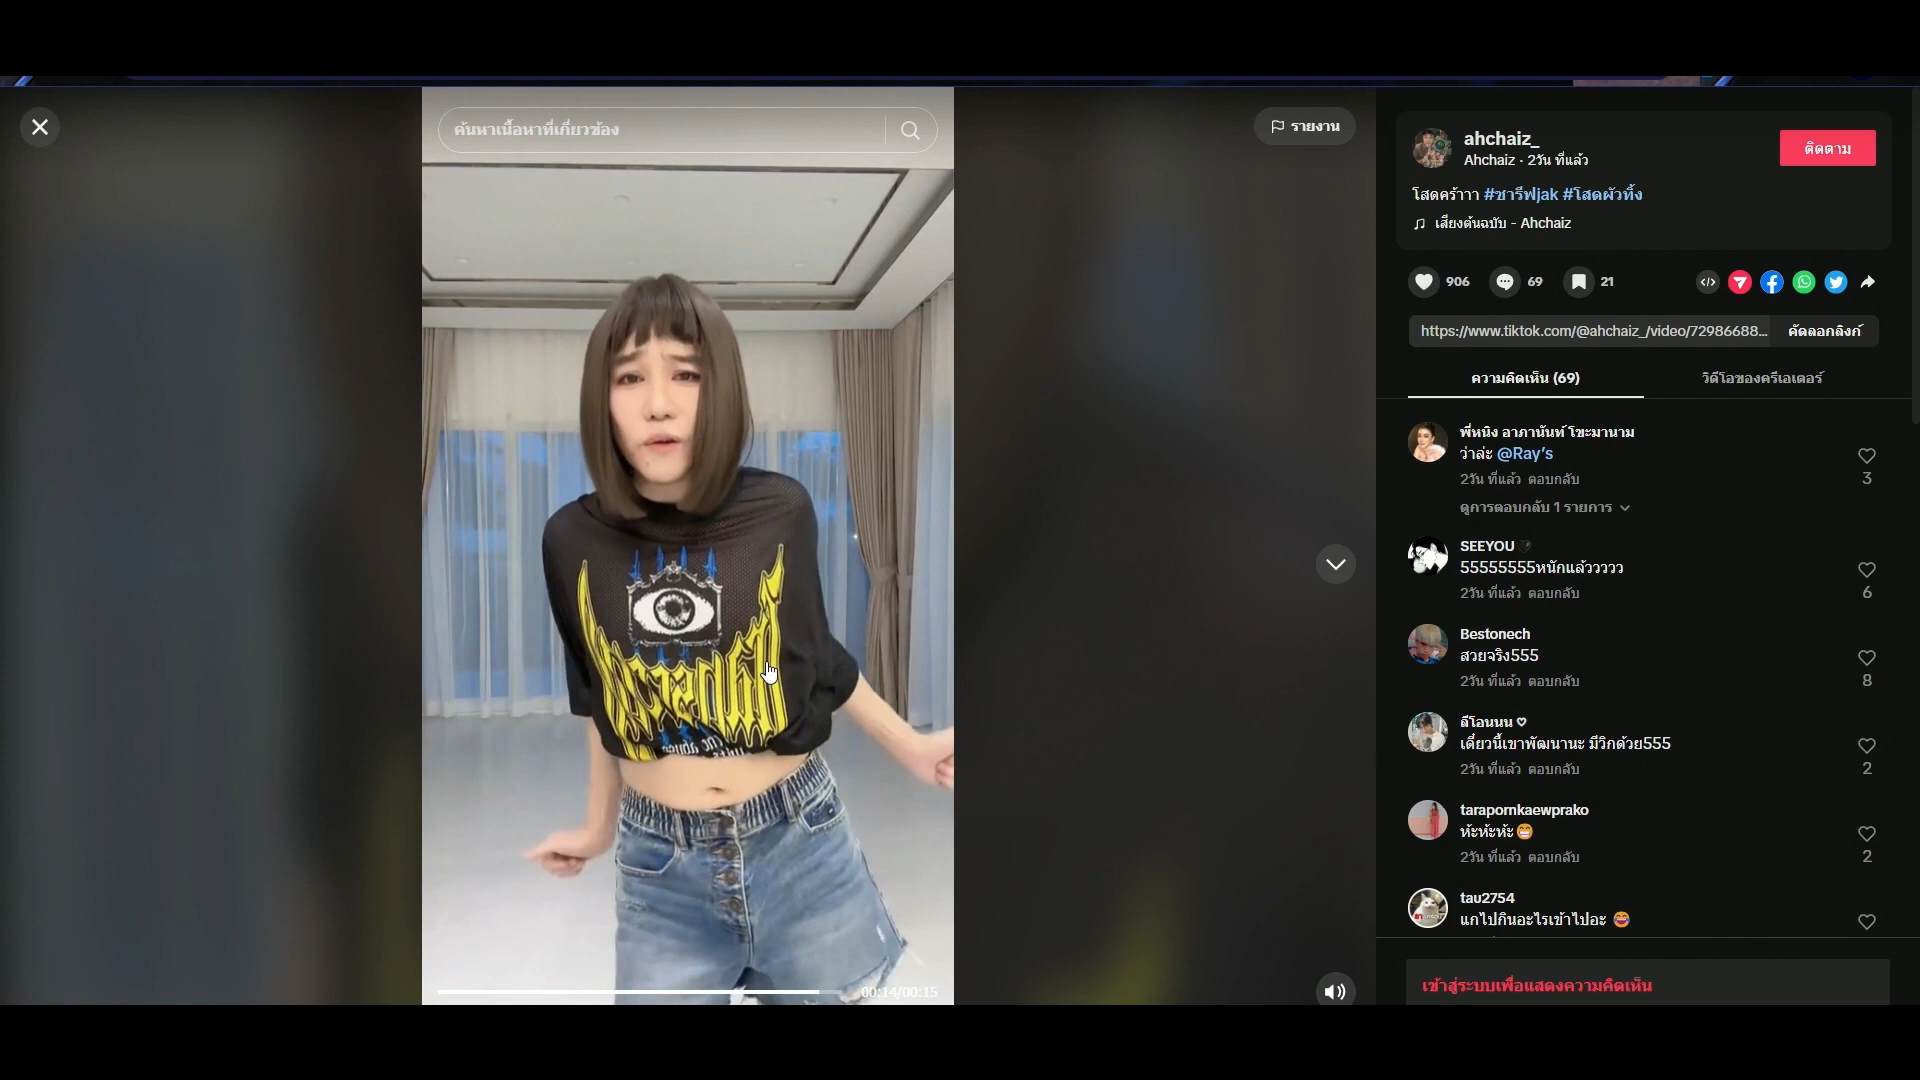 ค้นหาเนื้อหาที่เกี่ยวข้อง
รายงาน
00:14/00:15
ahchaiz_
Ahchaiz · 2วัน ที่แล้ว
ติดตาม
โสดคร้าาา #ซารีฟjak #โสดผัวทิ้ง
เสียงต้นฉบับ - Ahchaiz
906
69
21
https://www.tiktok.com/@ahchaiz_/video/72986688...
คัดลอกลิงก์
ความคิดเห็น (69)
วิดีโอของครีเอเตอร์
พี่หนิง อาภานันท์ โขะมานาม
ว่าล่ะ @Ray's
2วัน ที่แล้ว ตอบกลับ
3
ดูการตอบกลับ 1 รายการ
SEEYOU
55555555หนักแล้ววววว
2วัน ที่แล้ว ตอบกลับ
6
Bestonech
สวยจริง555
2วัน ที่แล้ว ตอบกลับ
8
ลีโอนนน ♡
เดี๋ยวนี้เขาพัฒนานะ มีวิกด้วย555
2วัน ที่แล้ว ตอบกลับ
2
tarapornkaewprako
ห้ะห้ะห้ะ😁
2วัน ที่แล้ว ตอบกลับ
2
tau2754
แกไปกินอะไรเข้าไปอะ 😂
เข้าสู่ระบบเพื่อแสดงความคิดเห็น